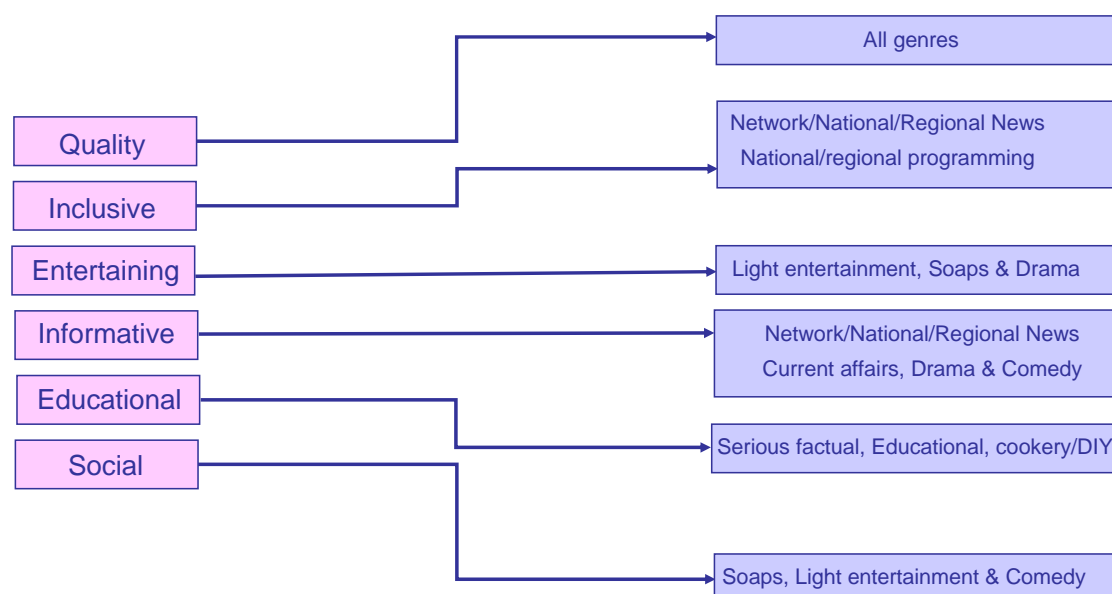 Quality
Inclusive
Entertaining
Informative
Educational
Social
All genres
Network/National/Regional News
National/regional programming
Light entertainment, Soaps & Drama
Network/National/Regional News
Current affairs, Drama & Comedy
Serious factual, Educational, cookery/DIY
Soaps, Light entertainment & Comedy